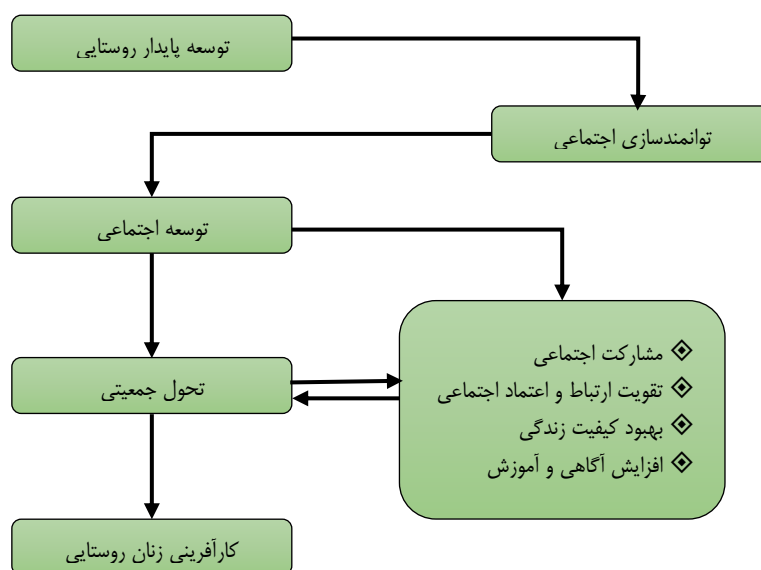 توسعه پایدار روستایی
توانمندسازی اجتماعی
توسعه اجتماعی
مشارکت اجتماعی
تقویت ارتباط و اعتماد اجتماعی
بهبود کیفیت زندگی
افزایش آگاهی و آموزش
تحول جمعیتی
کارآفرینی زنان روستایی